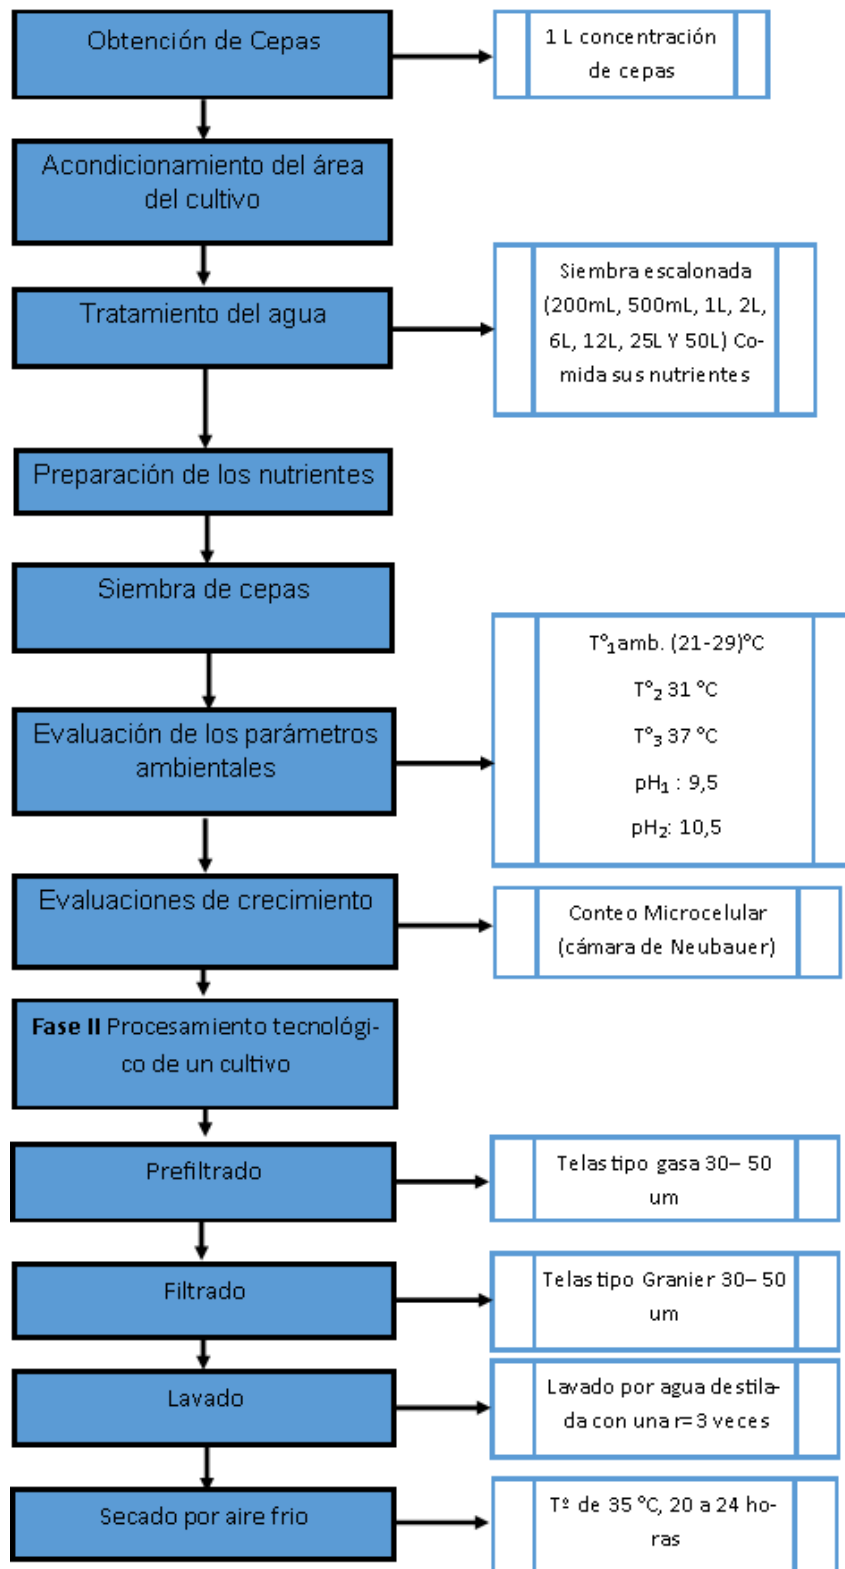 Obtención de Cepas
1 L concentración
de cepas
Acondicionamiento del área
del cultivo
Tratamiento del agua
Siembra escalonada
(200mL, 500mL, 1L, 2L,
6L, 12L, 25L Y 50L) Co-
mida sus nutrientes
Preparación de los nutrientes
Siembra de cepas
Evaluación de los parámetros
ambientales
T°₁amb. (21-29)°C
T°₂ 31 °C
T°₃ 37 °C
pH₁ : 9,5
pH₂: 10,5
Evaluaciones de crecimiento
Conteo Microcelular
(cámara de Neubauer)
Fase II Procesamiento tecnológi-
co de un cultivo
Prefiltrado
Telas tipo gasa 30– 50
um
Filtrado
Telas tipo Granier 30– 50
um
Lavado
Lavado por agua destila-
da con una r= 3 veces
Secado por aire frio
Tº de 35 °C, 20 a 24 ho-
ras